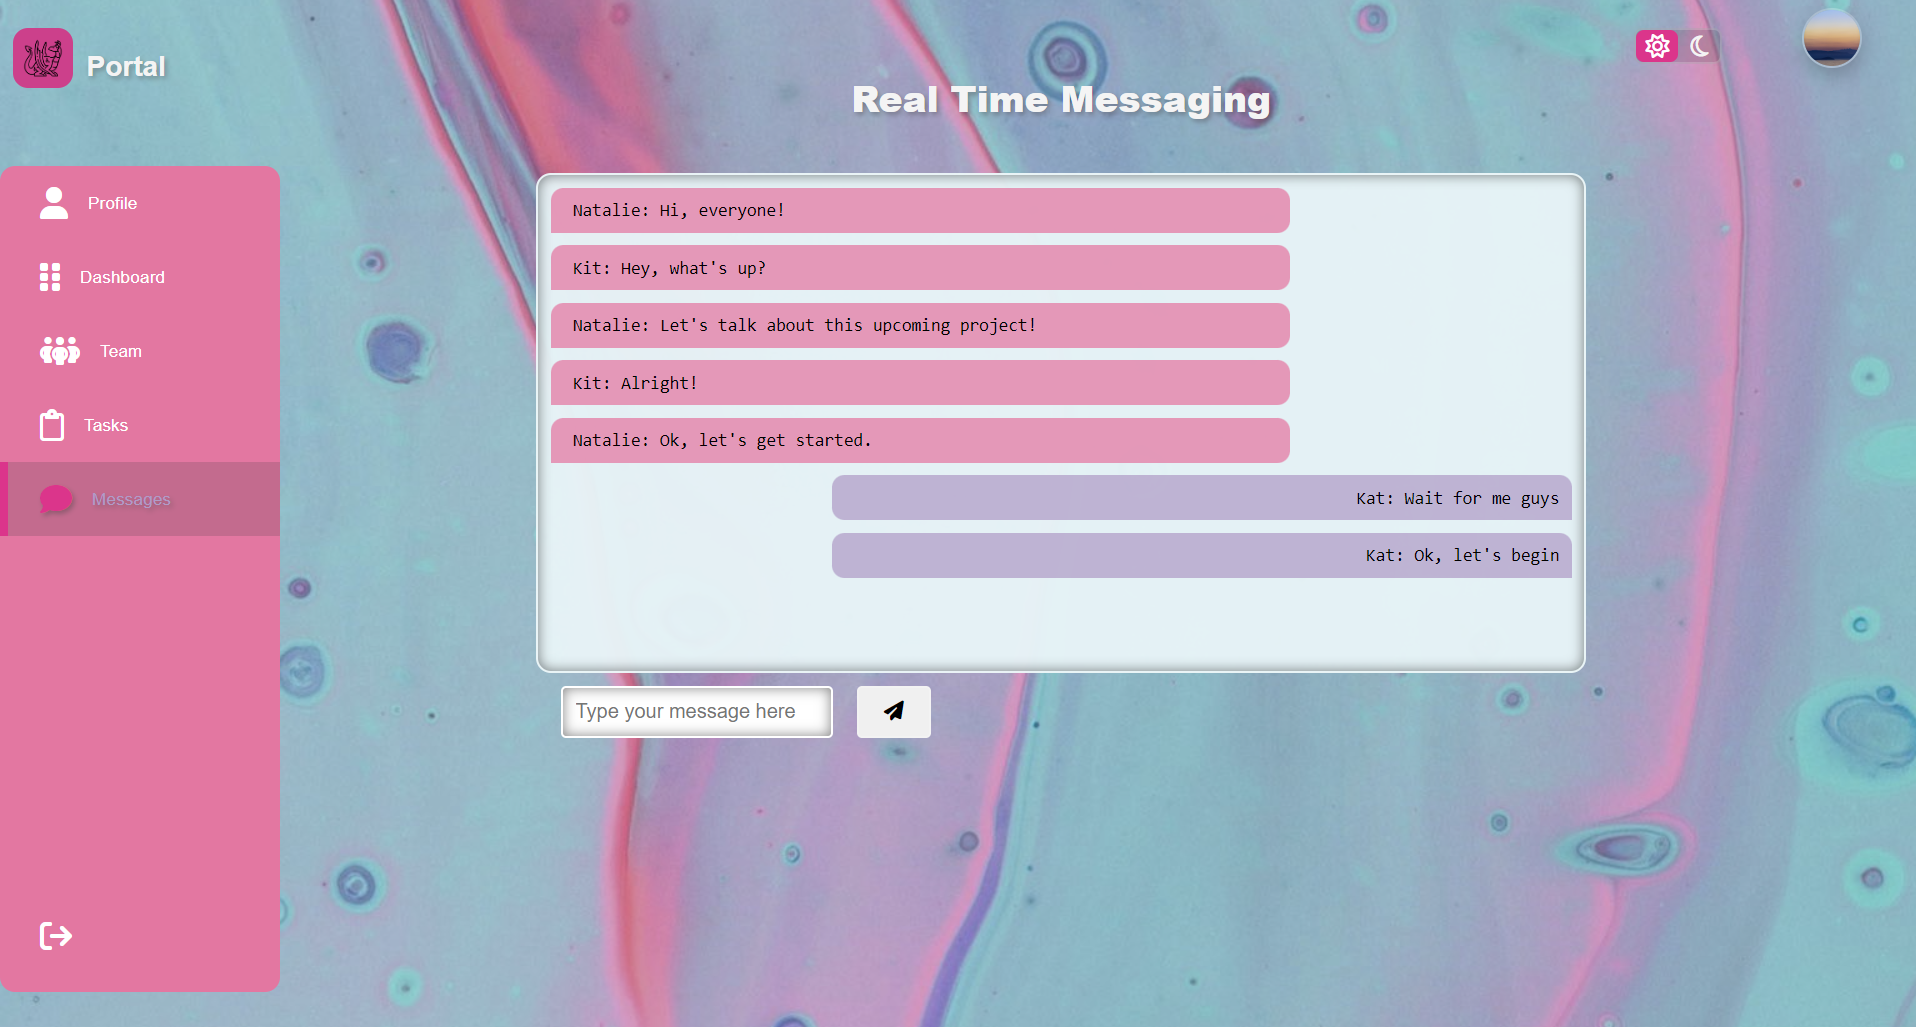 Portal
Real Time Messaging
Profile
Dashboard
Team
Tasks
Messages
Natalie: Hi, everyone!
Kit: Hey, what's up?
Natalie: Let's talk about this upcoming project!
Kit: Alright!
Natalie: Ok, let's get started.
Kat: Wait for me guys
Kat: Ok, let's begin
Type your message here